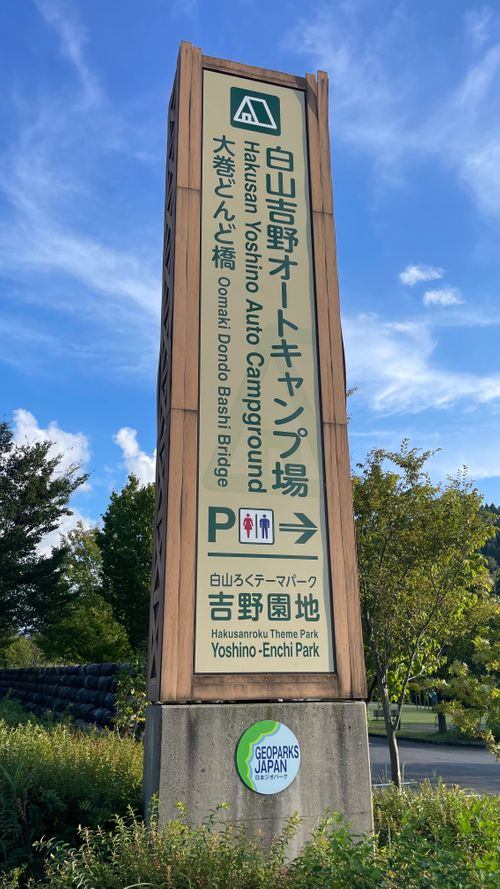 白山吉野オートキャンプ場
Hakusan Yoshino Auto Campground
大巻どんど橋
Oomaki Dondo Bashi Bridge
P
白山ろくテーマパーク
吉野園地
Hakusanroku Theme Park
Yoshino-Enchi Park
GEOPARKS
JAPAN
日本ジオパーク